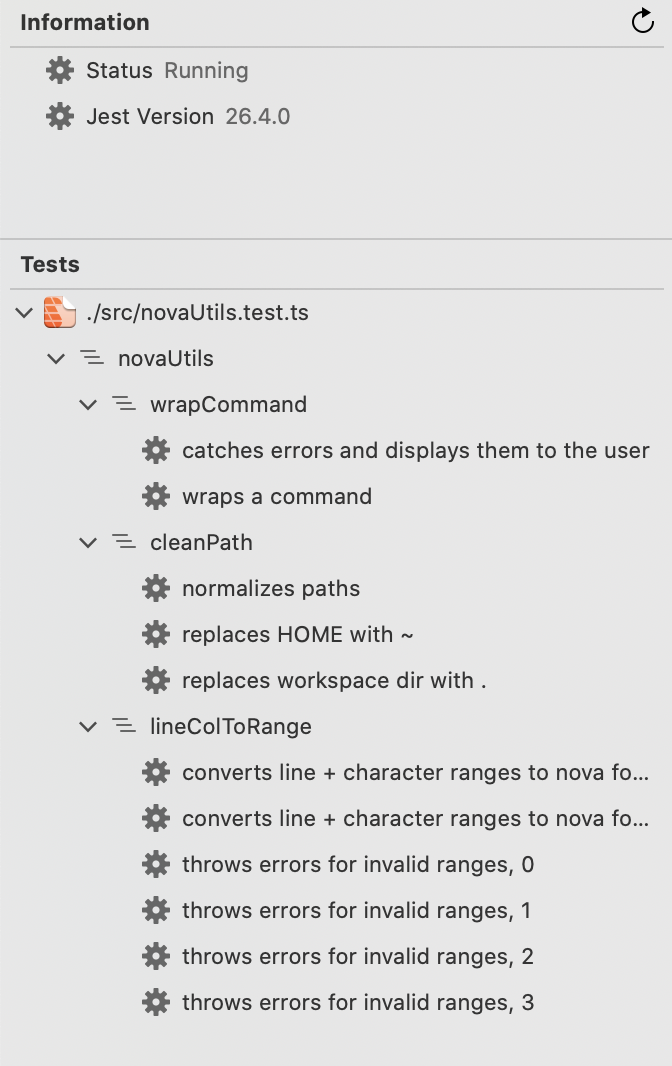 Information
Status Running
Jest Version 26.4.0
Tests
./src/novaUtils.test.ts
novaUtils
wrapCommand
catches errors and displays them to the user
wraps a command
cleanPath
normalizes paths
replaces HOME with ~
replaces workspace dir with .
lineColToRange
converts line + character ranges to nova fo...
converts line + character ranges to nova fo...
throws errors for invalid ranges, 0
throws errors for invalid ranges, 1
throws errors for invalid ranges, 2
throws errors for invalid ranges, 3